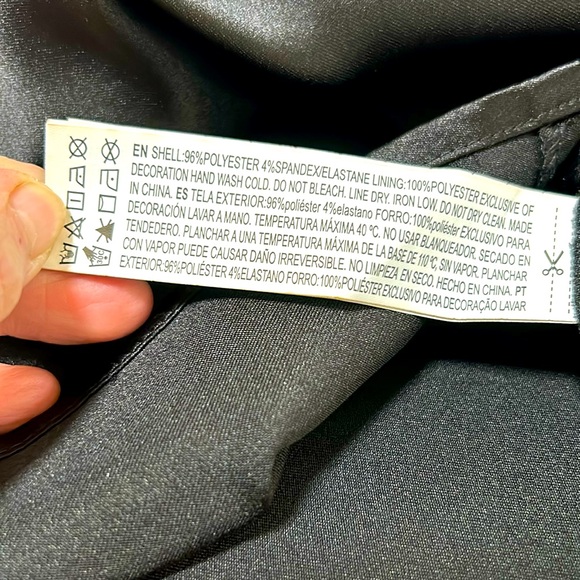 EN SHELL:96%POLYESTER 4%SPANDEX/ELASTANE LINING:100%POLYESTER EXCLUSIVE OF
DECORATION HAND WASH COLD. DO NOT BLEACH. LINE DRY. IRON LOW. DO NOT DRY CLEAN. MADE
IN CHINA. ES TELA EXTERIOR:96%poliéster 4%elastano FORRO:100%poliéster EXCLUSIVO PARA
DECORACIÓN LAVAR A MANO. TEMPERATURA MÁXIMA 40 ºC. NO USAR BLANQUEADOR. SECADO EN
TENDEDERO. PLANCHAR A UNA TEMPERATURA MÁXIMA DE LA BASE DE 110 ºC, SIN VAPOR. PLANCHAR
CON VAPOR PUEDE CAUSAR DAÑO IRREVERSIBLE. NO LIMPIEZA EN SECO. HECHO EN CHINA. PT
EXTERIOR:96%POLIÉSTER 4%ELASTANO FORRO:100%POLIÉSTER EXCLUSIVO PARA DECORAÇÃO LAVAR